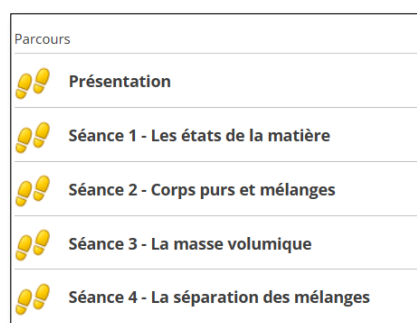 Parcours
Présentation
Séance 1 - Les états de la matière
Séance 2 - Corps purs et mélanges
Séance 3 - La masse volumique
Séance 4 - La séparation des mélanges